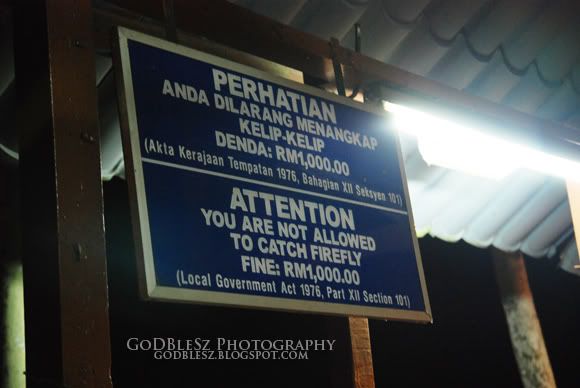 PERHATIAN
ANDA DILARANG MENANGKAP
KELIP-KELIP
DENDA: RM1,000.00
(Akta Kerajaan Tempatan 1976, Bahagian XII Seksyen 101)
ATTENTION
YOU ARE NOT ALLOWED
TO CATCH FIREFLY
FINE: RM1,000.00
(Local Government Act 1976, Part XII Section 101)
GoDBleSz Photography
godblesz.blogspot.com